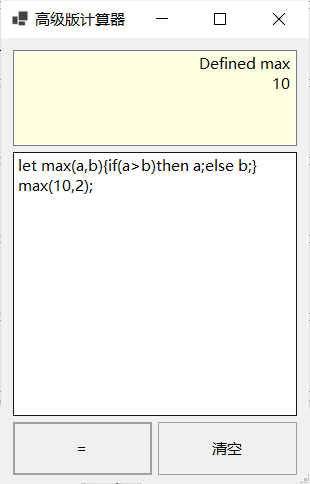 高级版计算器
Defined max
10
let max(a,b){if(a>b)then a;else b;}
max(10,2);
=
清空